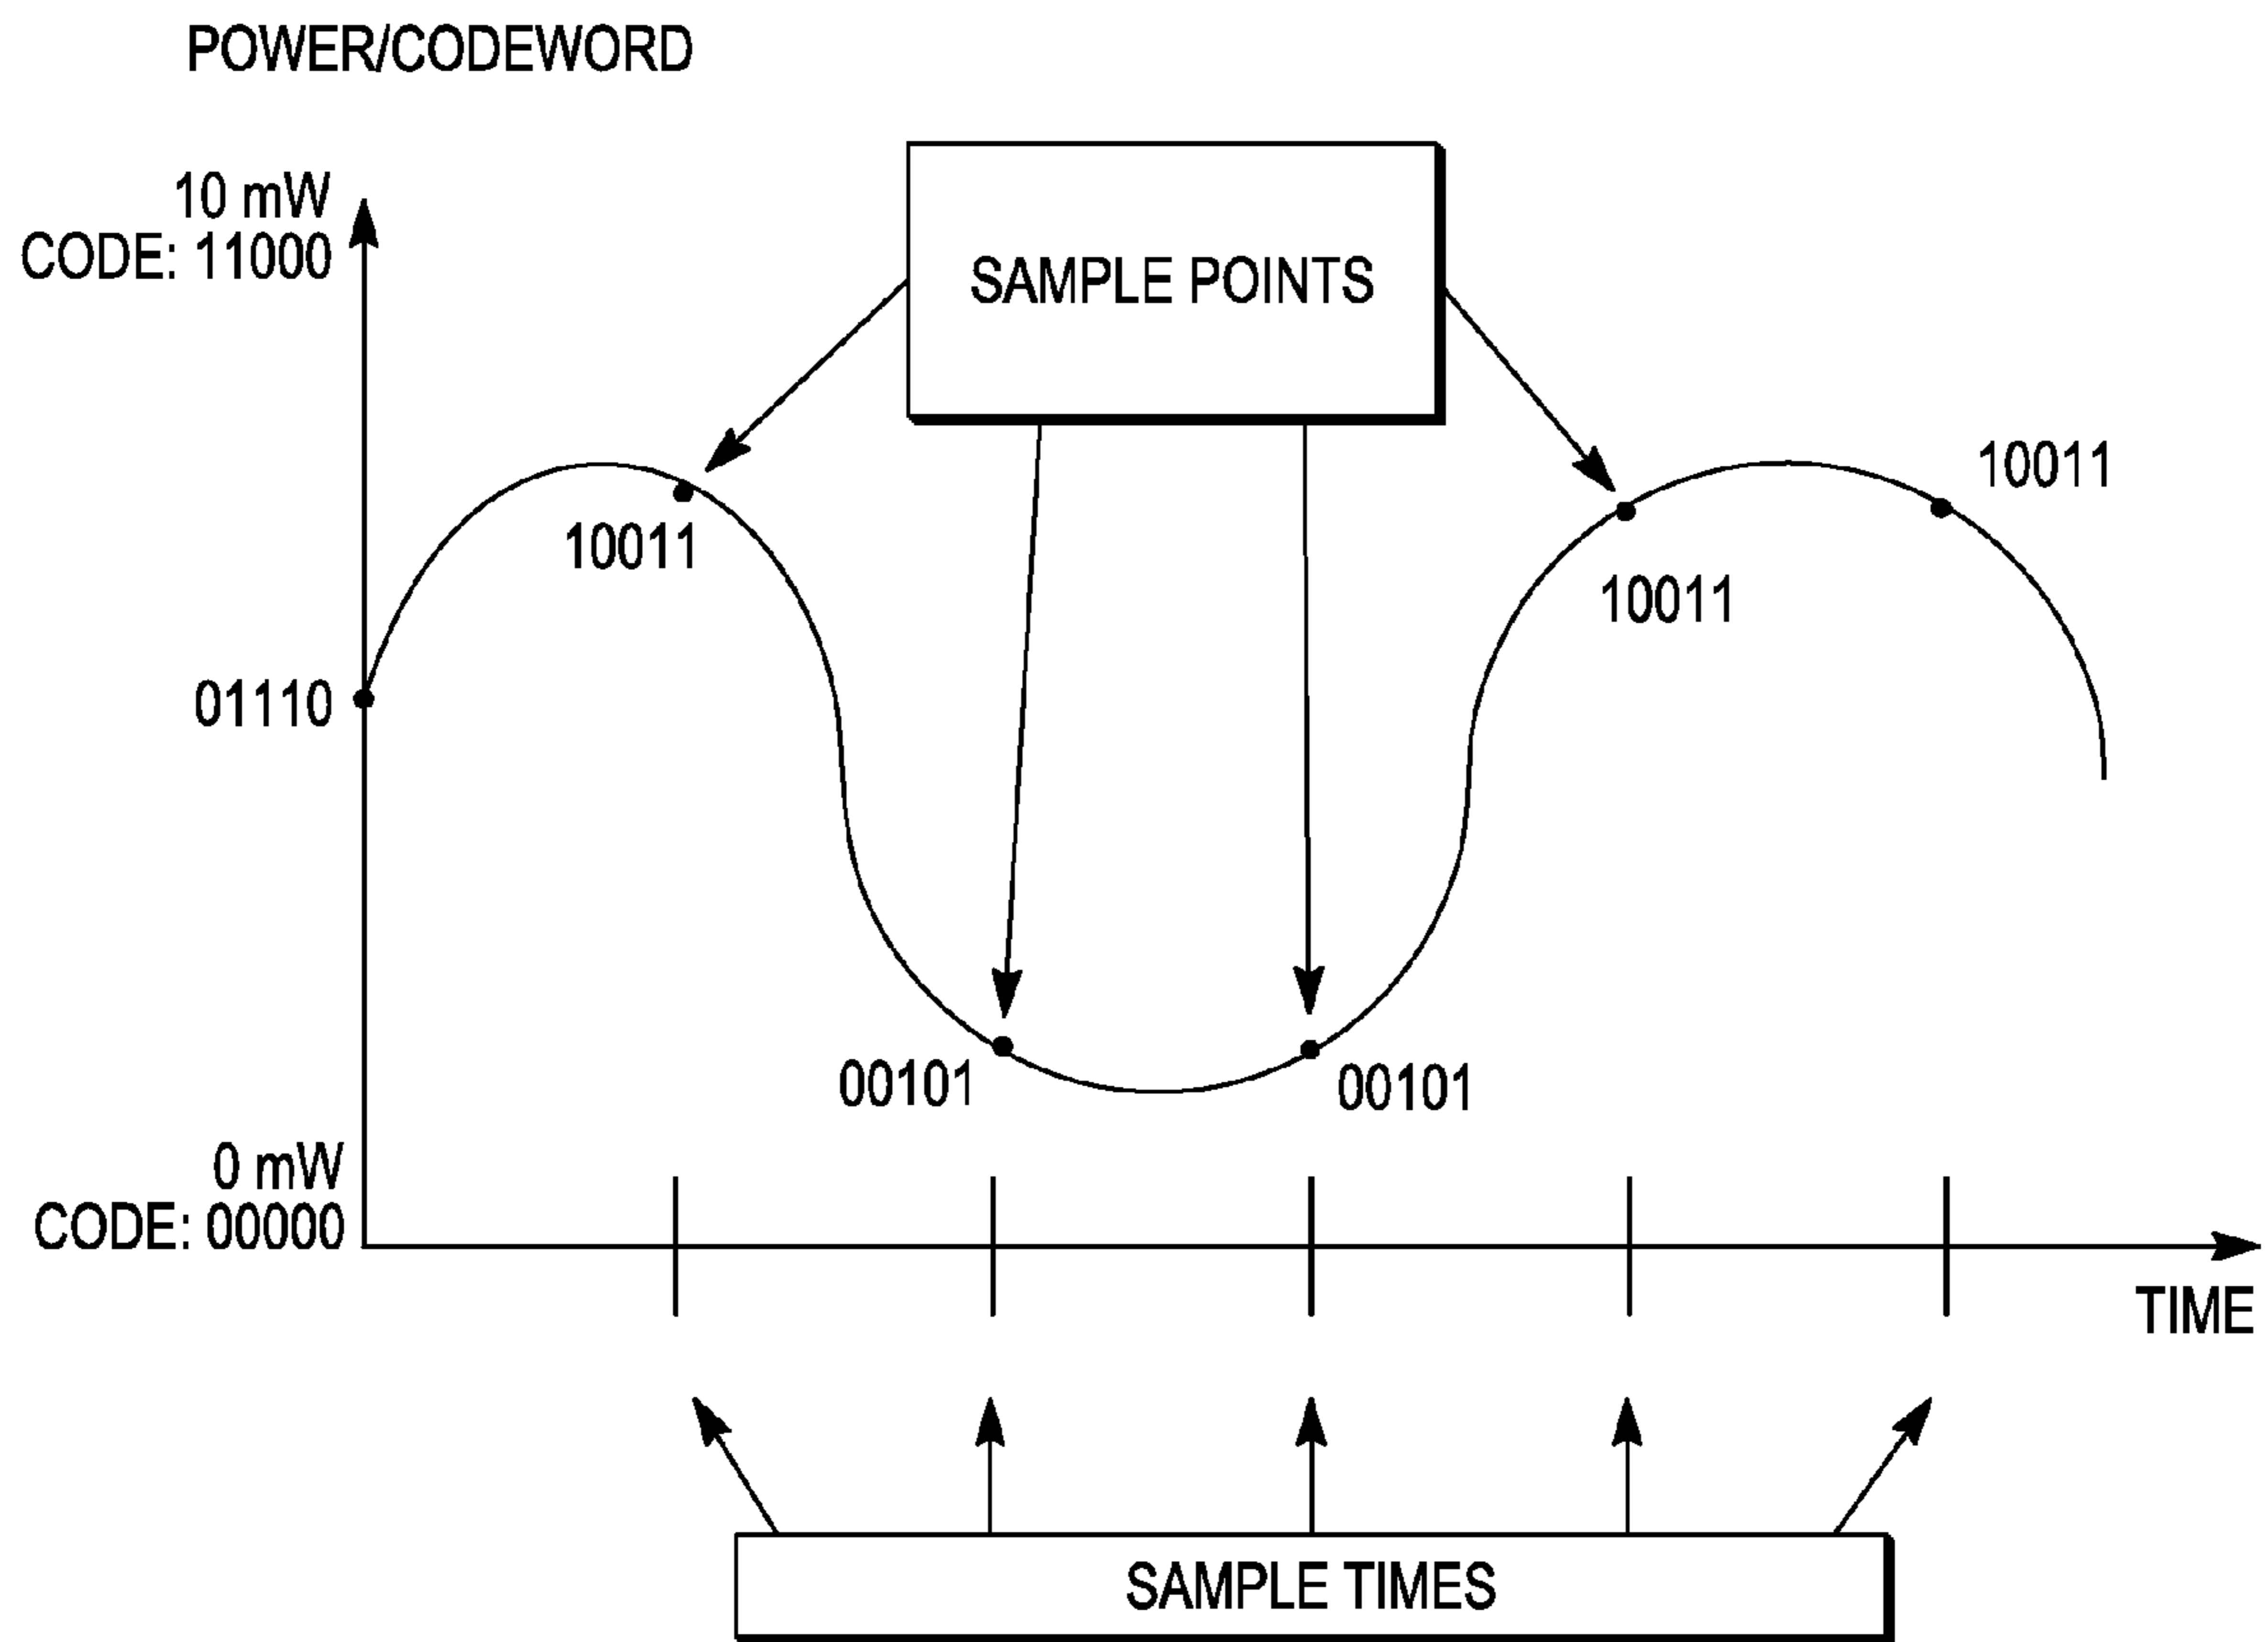 POWER/CODEWORD
10 mW
CODE: 11000
SAMPLE POINTS
10011
10011
10011
01110
00101
00101
0 mW
CODE: 00000
TIME
SAMPLE TIMES